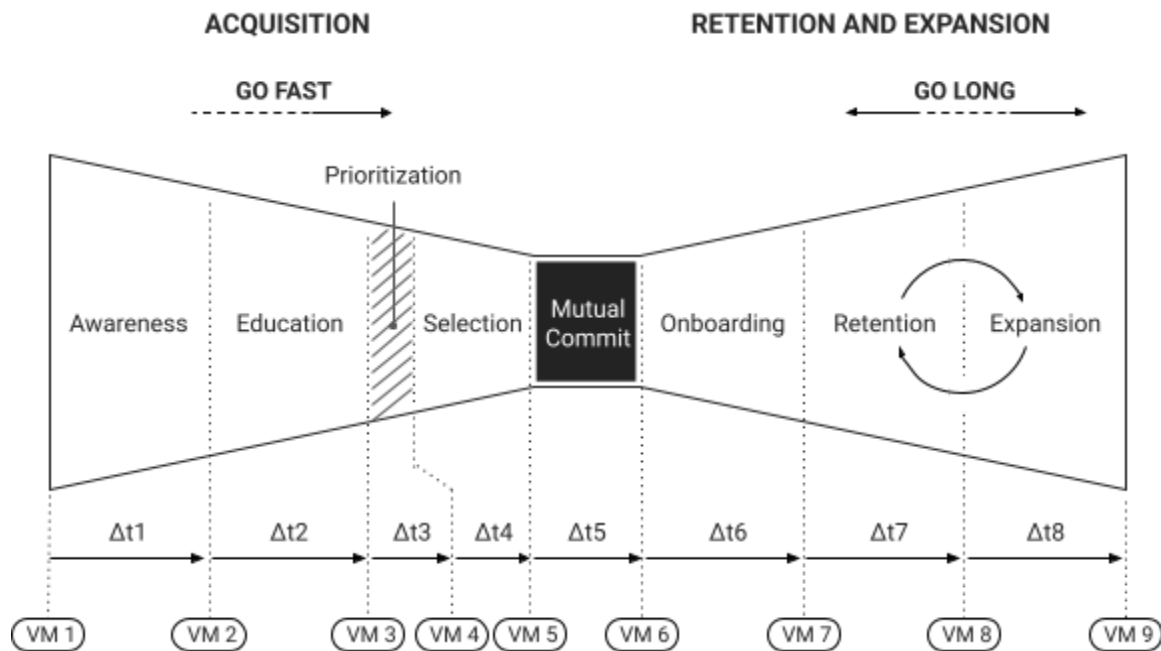 ACQUISITION
RETENTION AND EXPANSION
GO FAST
GO LONG
Prioritization
Awareness
Education
Selection
Mutual
Commit
Onboarding
Retention
Expansion
Δt1
Δt2
Δt3
Δt4
Δt5
Δt6
Δt7
Δt8
VM 1
VM 2
VM 3
VM 4
VM 5
VM 6
VM 7
VM 8
VM 9